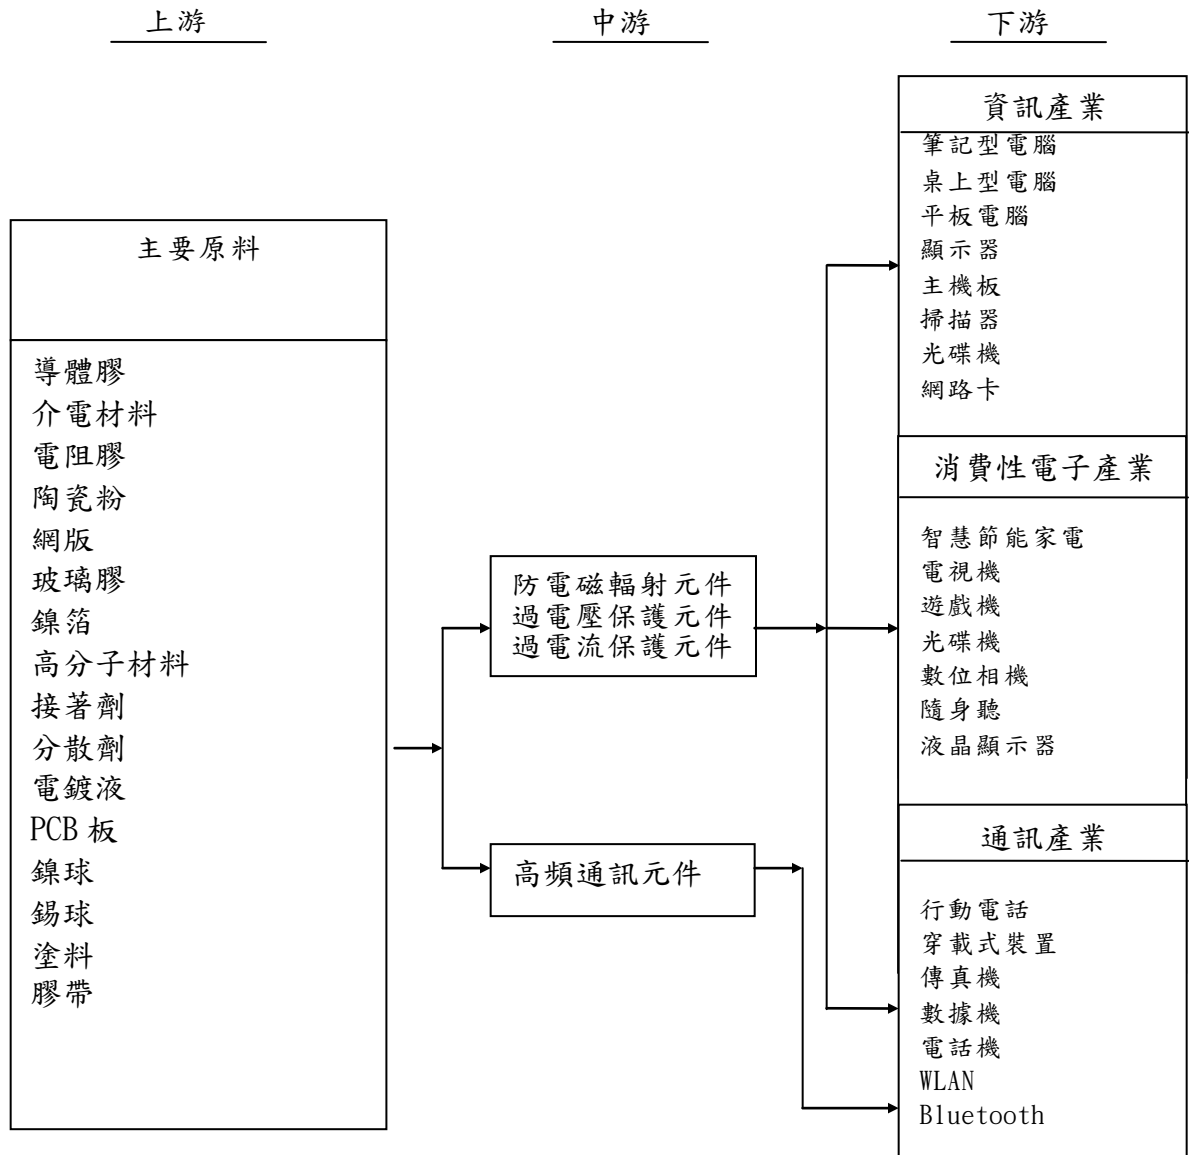 上游
中游
下游
主要原料
導體膠
介電材料
電阻膠
陶瓷粉
網版
玻璃膠
鎳箔
高分子材料
接著劑
分散劑
電鍍液
PCB 板
鎳球
錫球
塗料
膠帶
防電磁輻射元件
過電壓保護元件
過電流保護元件
高頻通訊元件
資訊產業
筆記型電腦
桌上型電腦
平板電腦
顯示器
主機板
掃描器
光碟機
網路卡
消費性電子產業
智慧節能家電
電視機
遊戲機
光碟機
數位相機
隨身聽
液晶顯示器
通訊產業
行動電話
穿載式裝置
傳真機
數據機
電話機
WLAN
Bluetooth